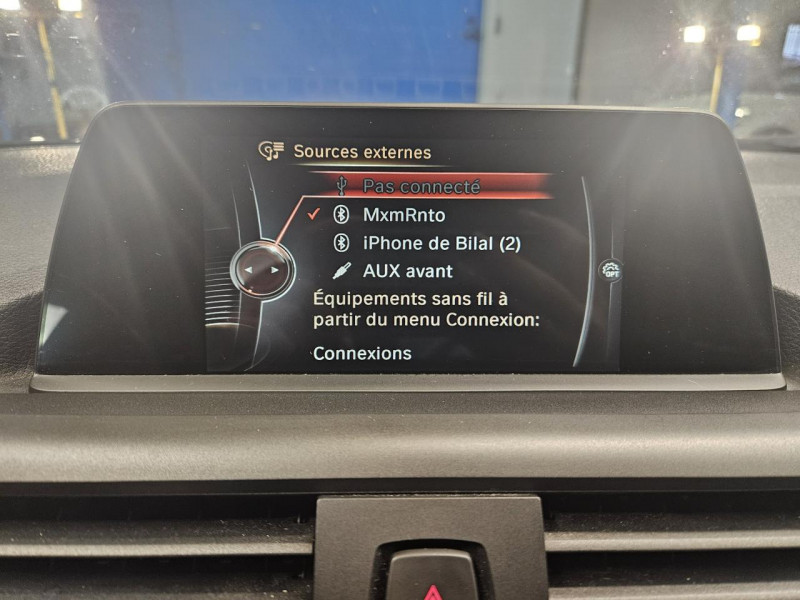 Sources externes
Pas connecté
MxmRnto
iPhone de Bilal (2)
OPT
AUX avant
Équipements sans fil à
partir du menu Connexion:
Connexions